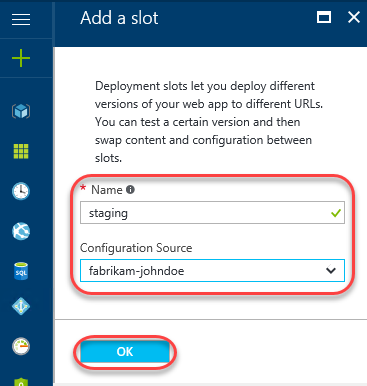 Add a slot
Deployment slots let you deploy different
versions of your web app to different URLs.
You can test a certain version and then
swap content and configuration between
slots.
* Name
staging
Configuration Source
fabrikam-johndoe
OK
SQL